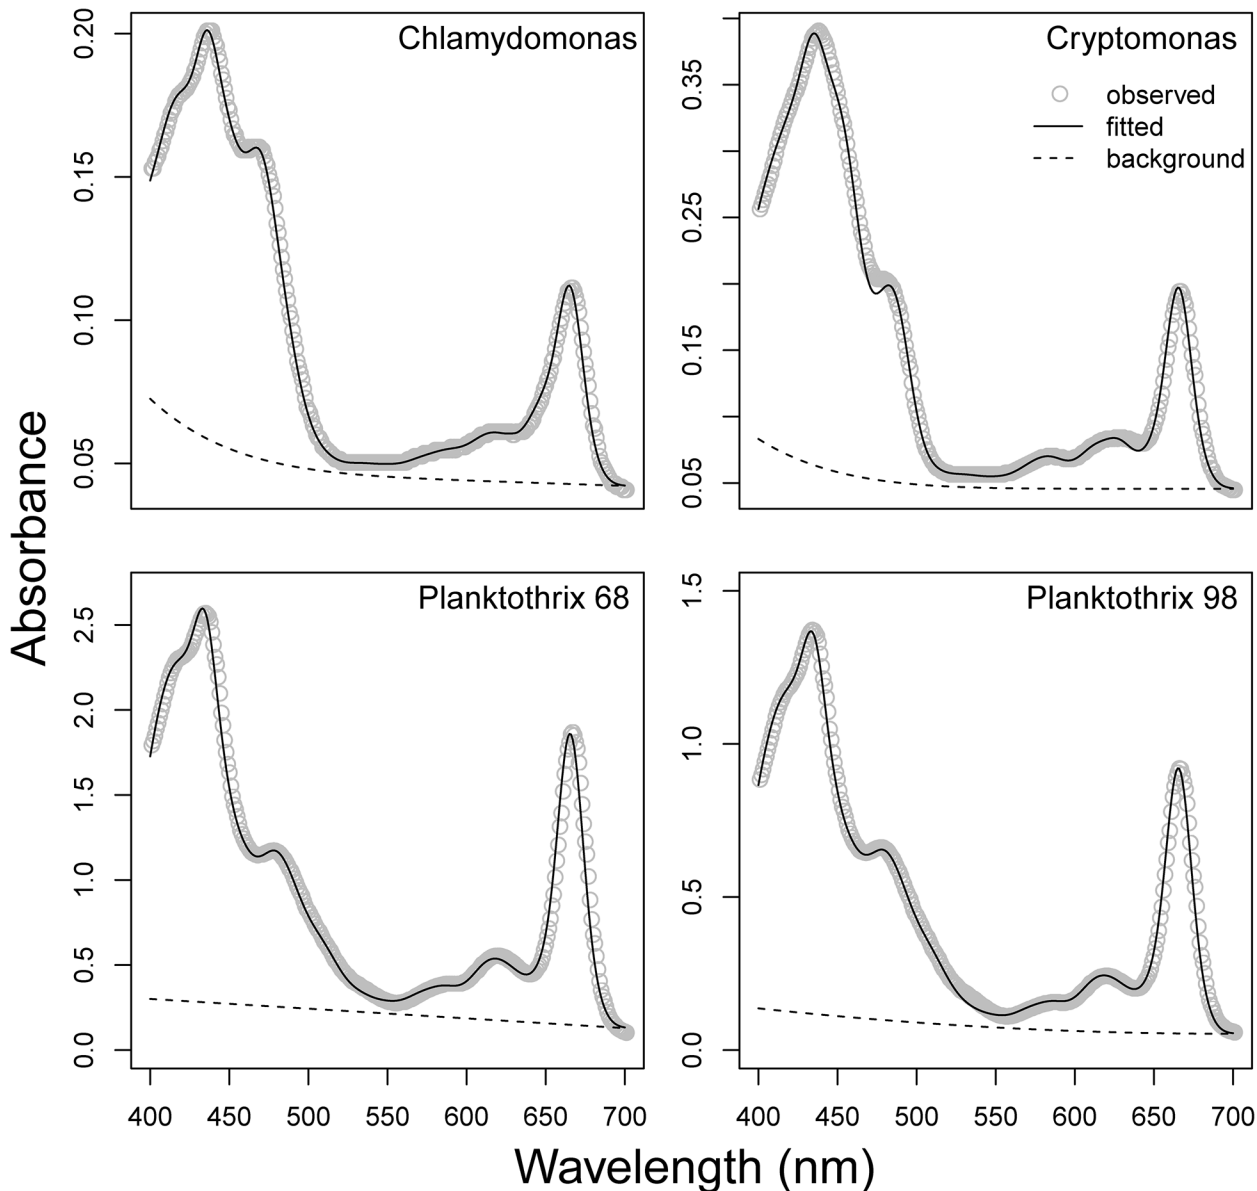 Chlamydomonas
0.20
0.15
0.10
0.05
Cryptomonas
observed
fitted
background
0.35
0.25
0.15
0.05
Absorbance
Planktothrix 68
2.5
2.0
1.5
1.0
0.5
0.0
400 450 500 550 600 650 700
Planktothrix 98
1.5
1.0
0.5
0.0
400 450 500 550 600 650 700
Wavelength (nm)